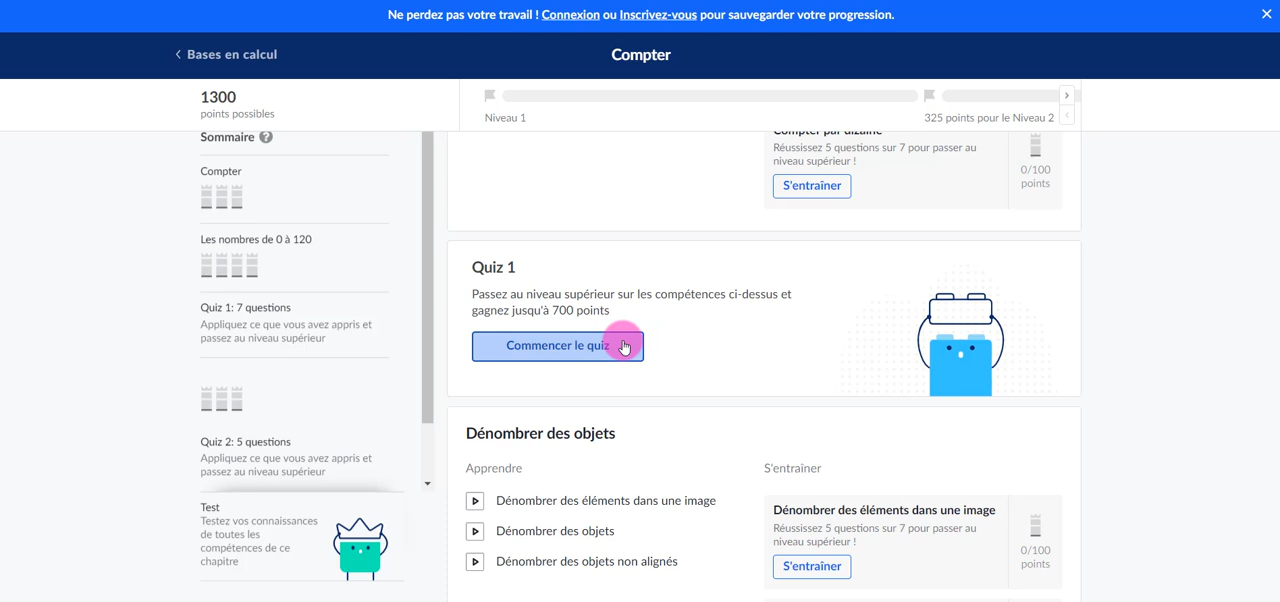 Ne perdez pas votre travail ! Connexion ou Inscrivez-vous pour sauvegarder votre progression.
Bases en calcul
Compter
1300
points possibles
Niveau 1
325 points pour le Niveau 2
Sommaire ?
Compter
Les nombres de 0 à 120
Quiz 1: 7 questions
Appliquez ce que vous avez appris et
passez au niveau supérieur
Quiz 2: 5 questions
Appliquez ce que vous avez appris et
passez au niveau supérieur
Test
Testez vos connaissances
de toutes les
compétences de ce
chapitre
Compter par dizaine
Réussissez 5 questions sur 7 pour passer au
niveau supérieur !
S'entraîner
0/100
points
Quiz 1
Passez au niveau supérieur sur les compétences ci-dessus et
gagnez jusqu'à 700 points
Commencer le quiz
Dénombrer des objets
Apprendre
Dénombrer des éléments dans une image
Dénombrer des objets
Dénombrer des objets non alignés
S'entraîner
Dénombrer des éléments dans une image
Réussissez 5 questions sur 7 pour passer au
niveau supérieur !
S'entraîner
0/100
points